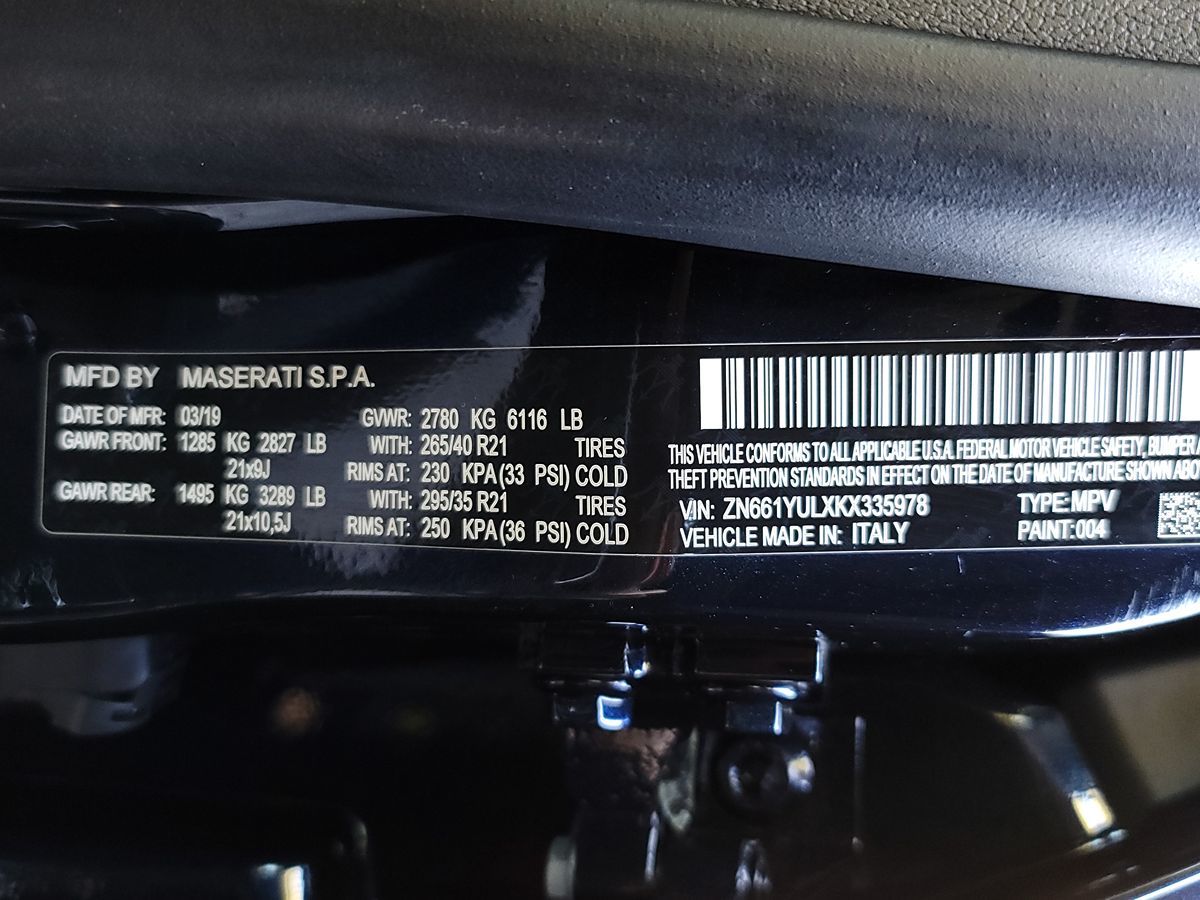 MFD BY MASERATI S.P.A.
DATE OF MFR: 03/19 GVWR: 2780 KG 6116 LB
GAWR FRONT: 1285 KG 2827 LB WITH: 265/40 R21 TIRES
21x9J RIMS AT: 230 KPA(33 PSI) COLD
GAWR REAR: 1495 KG 3289 LB WITH: 295/35 R21 TIRES
21x10,5J RIMS AT: 250 KPA(36 PSI) COLD
THIS VEHICLE CONFORMS TO ALL APPLICABLE U.S.A. FEDERAL MOTOR VEHICLE SAFETY, BUMPER
THEFT PREVENTION STANDARDS IN EFFECT ON THE DATE OF MANUFACTURE SHOWN ABO
VIN: ZN661YULXKX335978 TYPE: MPV
VEHICLE MADE IN: ITALY PAINT: 004